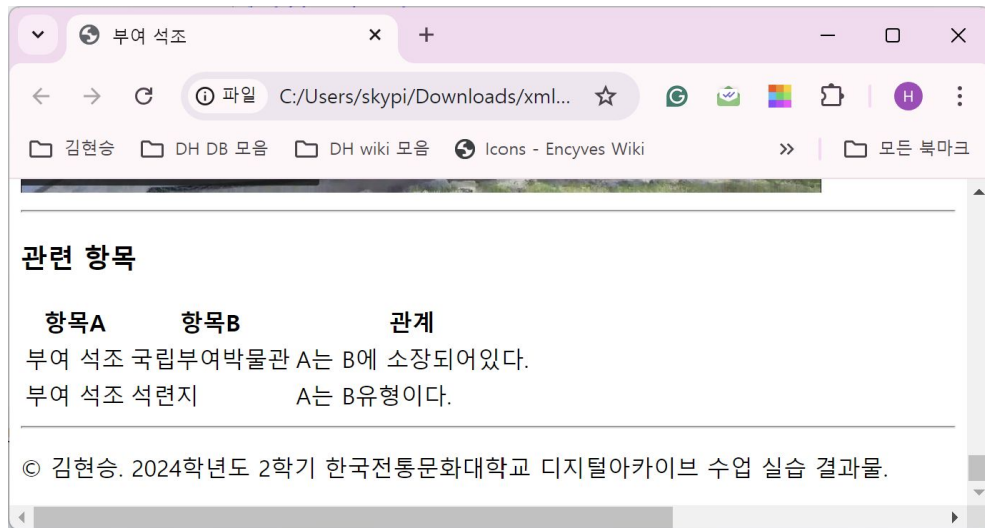 부여 석조
파일 C:/Users/skypi/Downloads/xml...
H
김현승 DH DB 모음 DH wiki 모음 Icons - Encyves Wiki » 모든 북마크
관련 항목
항목A 항목B 관계
부여 석조 국립부여박물관 A는 B에 소장되어있다.
부여 석조 석련지 A는 B유형이다.
© 김현승. 2024학년도 2학기 한국전통문화대학교 디지털아카이브 수업 실습 결과물.